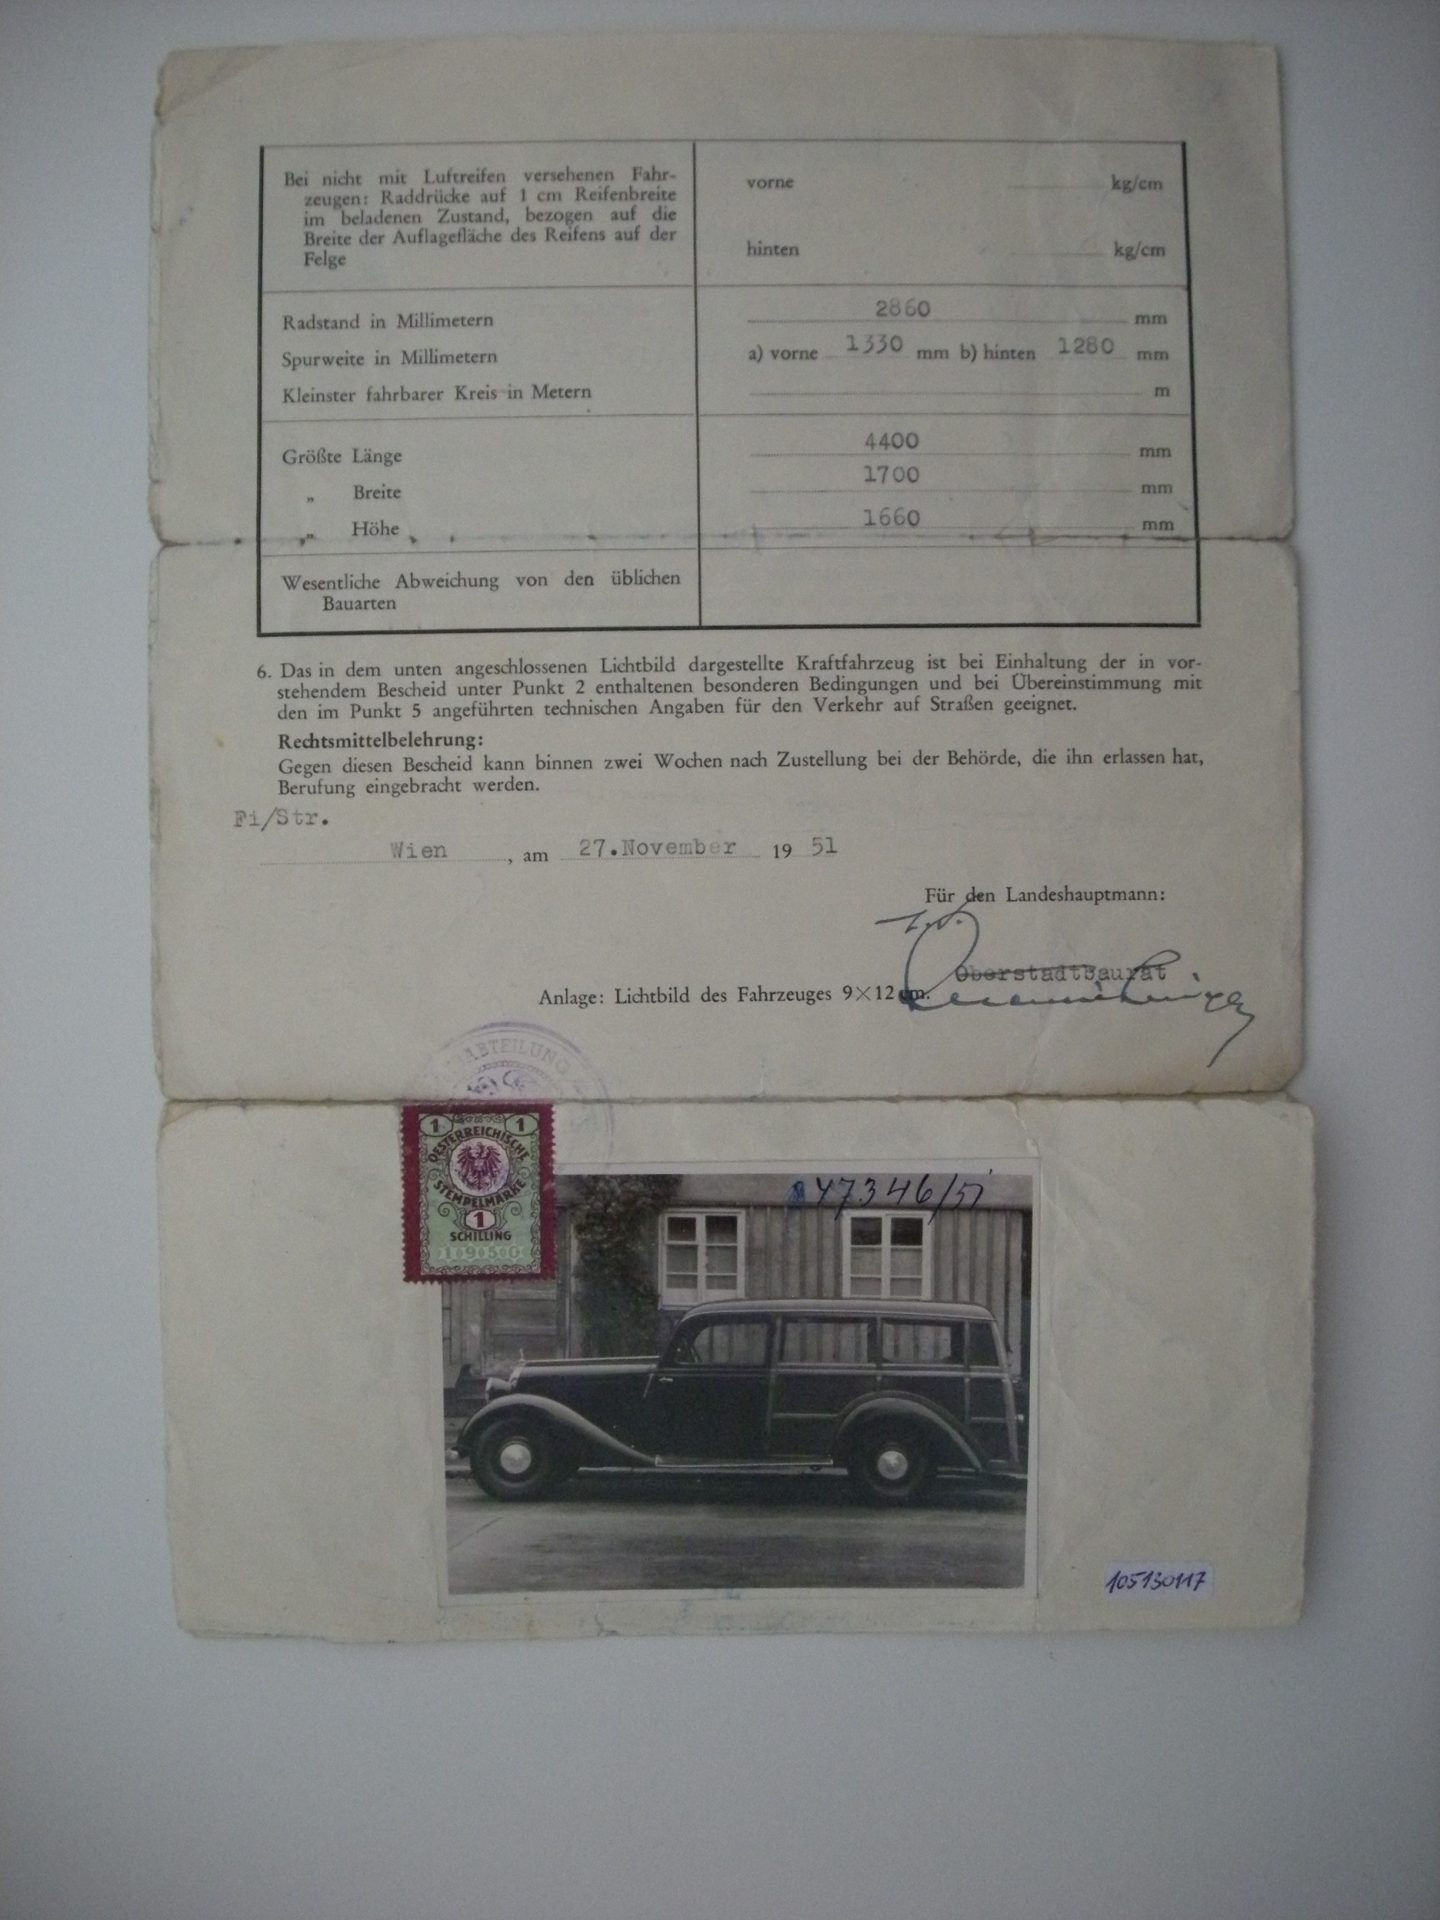 Bei nicht mit Luftreifen versehenen Fahr-
zeugen: Raddrücke auf 1 cm Reifenbreite
im beladenen Zustand, bezogen auf die
Breite der Auflagefläche des Reifens auf der
Felge
vorne kg/cm
hinten kg/cm
Radstand in Millimetern 2860 mm
Spurweite in Millimetern a) vorne 1330 mm b) hinten 1280 mm
Kleinster fahrbarer Kreis in Metern m
Größte Länge 4400 mm
„ Breite 1700 mm
„ Höhe 1660 mm
Wesentliche Abweichung von den üblichen
Bauarten
6. Das in dem unten angeschlossenen Lichtbild dargestellte Kraftfahrzeug ist bei Einhaltung der in vor-
stehendem Bescheid unter Punkt 2 enthaltenen besonderen Bedingungen und bei Übereinstimmung mit
den im Punkt 5 angeführten technischen Angaben für den Verkehr auf Straßen geeignet.
Rechtsmittelbelehrung:
Gegen diesen Bescheid kann binnen zwei Wochen nach Zustellung bei der Behörde, die ihn erlassen hat,
Berufung eingebracht werden.
Fi/Str.
Wien, am 27.November 1951
Für den Landeshauptmann:
Oberstadtbaurat
Anlage: Lichtbild des Fahrzeuges 9×12 cm.
1 1
OESTERREICHISCHE
STEMPELMARKE
1
SCHILLING
1950
47346/51
105130117